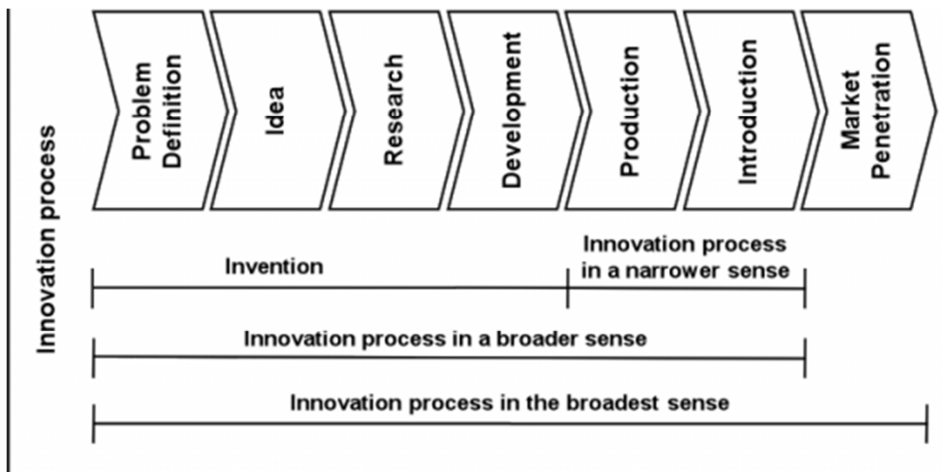 Innovation process
Problem
Definition
Idea
Research
Development
Production
Introduction
Market
Penetration
Invention
Innovation process
in a narrower sense
Innovation process in a broader sense
Innovation process in the broadest sense